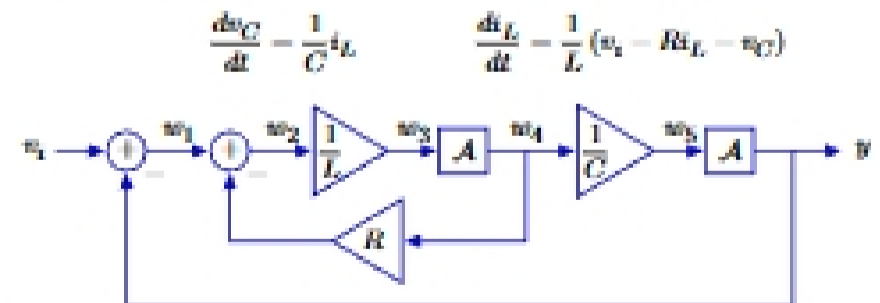 dv_C/dt = 1/C i_L    di_L/dt = 1/L (v_s − R i_L − v_C)
v_s + − w_1 + − w_2 1/L w_3 A w_4 1/C w_5 A y
R